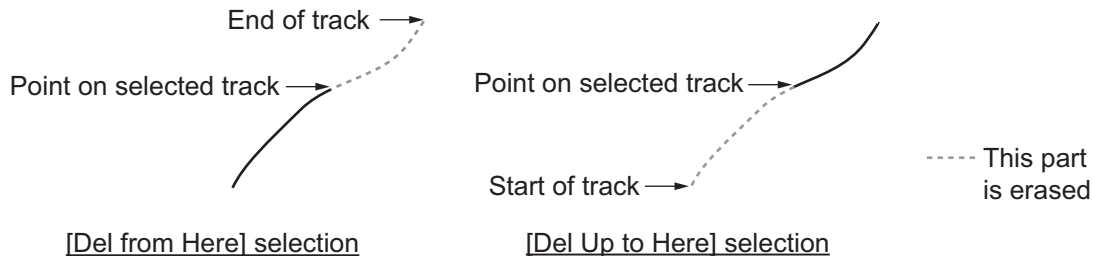 End of track
Point on selected track
[Del from Here] selection
Point on selected track
Start of track
[Del Up to Here] selection
This part
is erased